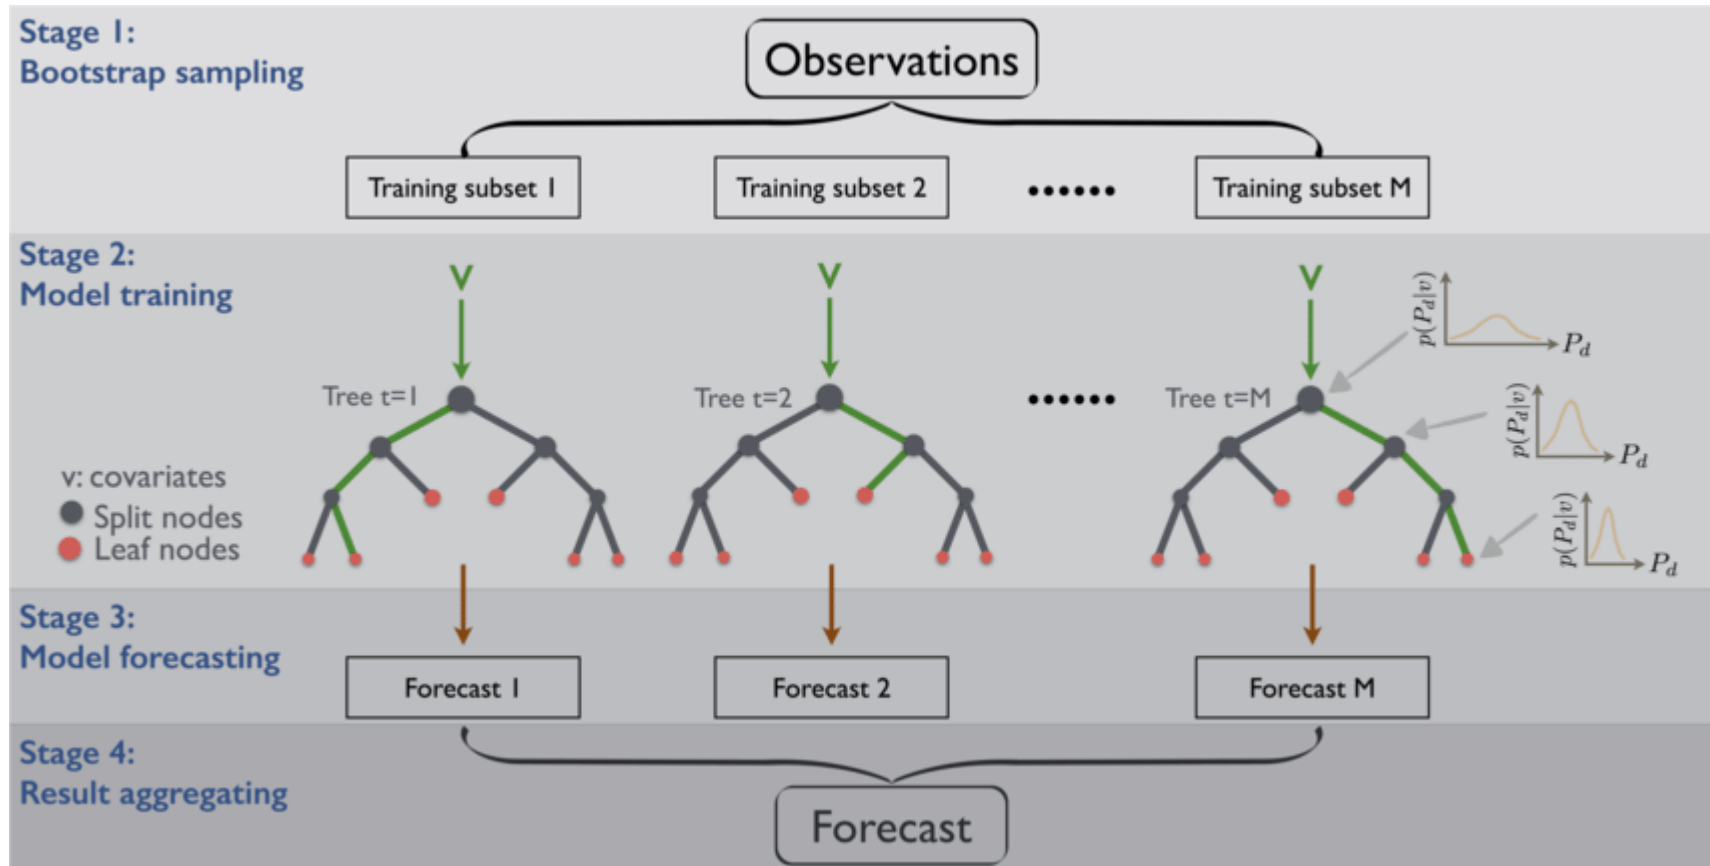 Stage 1:
Bootstrap sampling
Observations
Training subset 1
Training subset 2
......
Training subset M
Stage 2:
Model training
v
v
v
p(P_d|v)
P_d
Tree t=1
Tree t=2
......
Tree t=M
p(P_d|v)
P_d
v: covariates
Split nodes
Leaf nodes
p(P_d|v)
P_d
Stage 3:
Model forecasting
Forecast 1
Forecast 2
Forecast M
Stage 4:
Result aggregating
Forecast